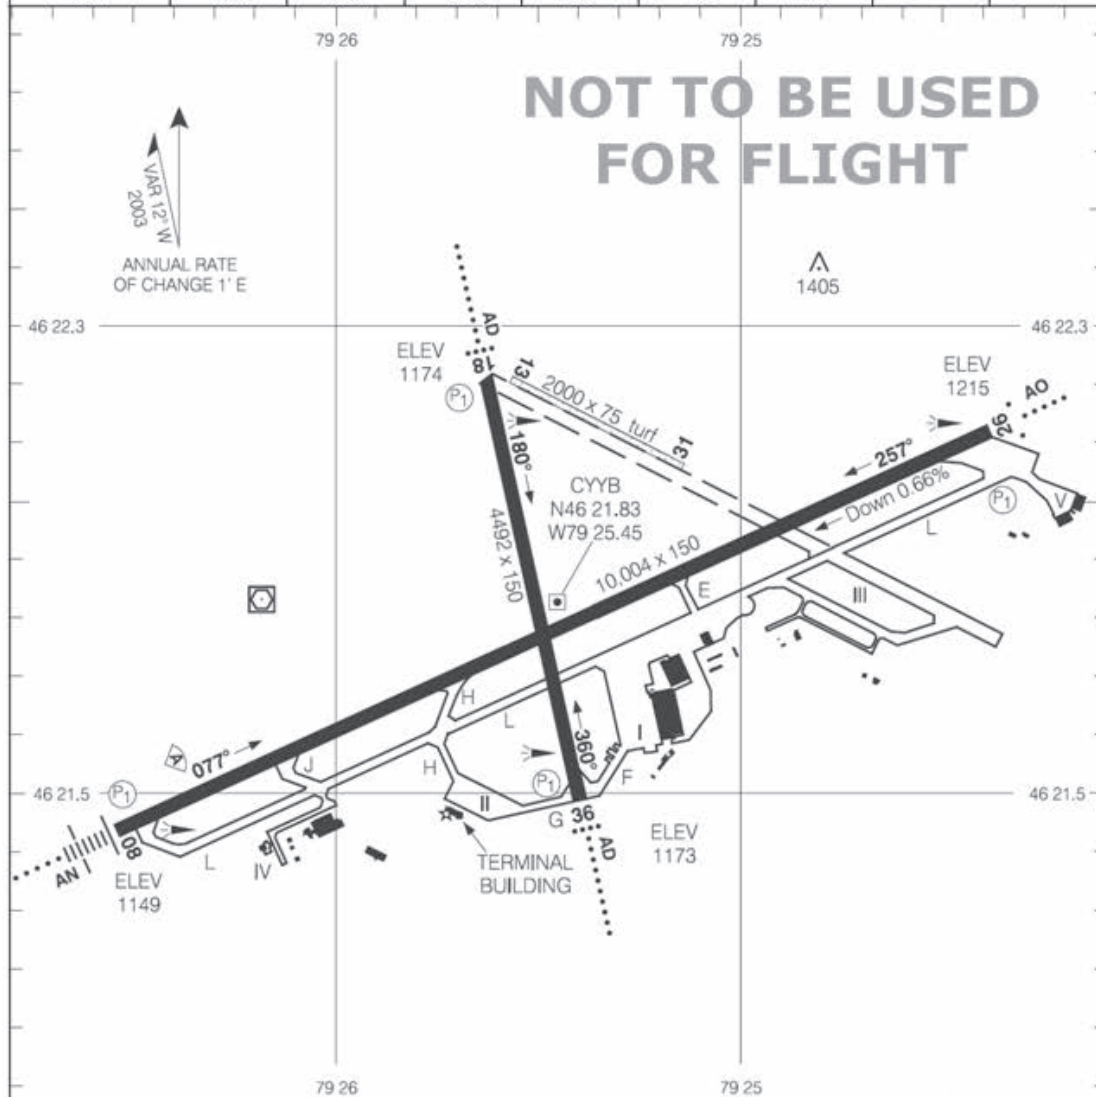 79 26
79 25
NOT TO BE USED
FOR FLIGHT
VAR 12° W
2003
ANNUAL RATE
OF CHANGE 1' E
1405
46 22.3
46 22.3
AD
18
ELEV
1174
P1
13
2000 x 75 turf
31
ELEV
1215
AO
26
180°
257°
Down 0.66%
CYYB
N46 21.83
W79 25.45
P1
V
L
4492 x 150
10,004 x 150
E
III
H
L
I
A
077°
J
H
360°
P1
F
46 21.5
P1
46 21.5
II
G
36
08
L
IV
AN
ELEV
1149
TERMINAL
BUILDING
AD
ELEV
1173
79 26
79 25